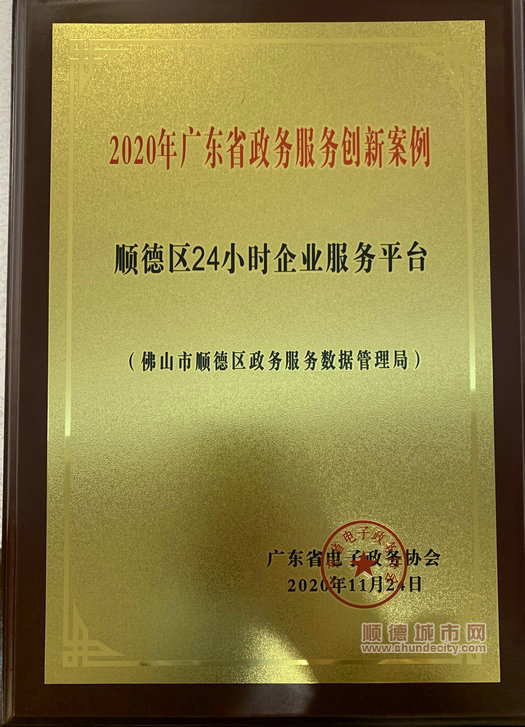 2020年广东省政务服务创新案例
顺德区24小时企业服务平台
(佛山市顺德区政务服务数据管理局)
广东省电子政务协会
2020年11月24日
顺德城市网
www.shundecity.com